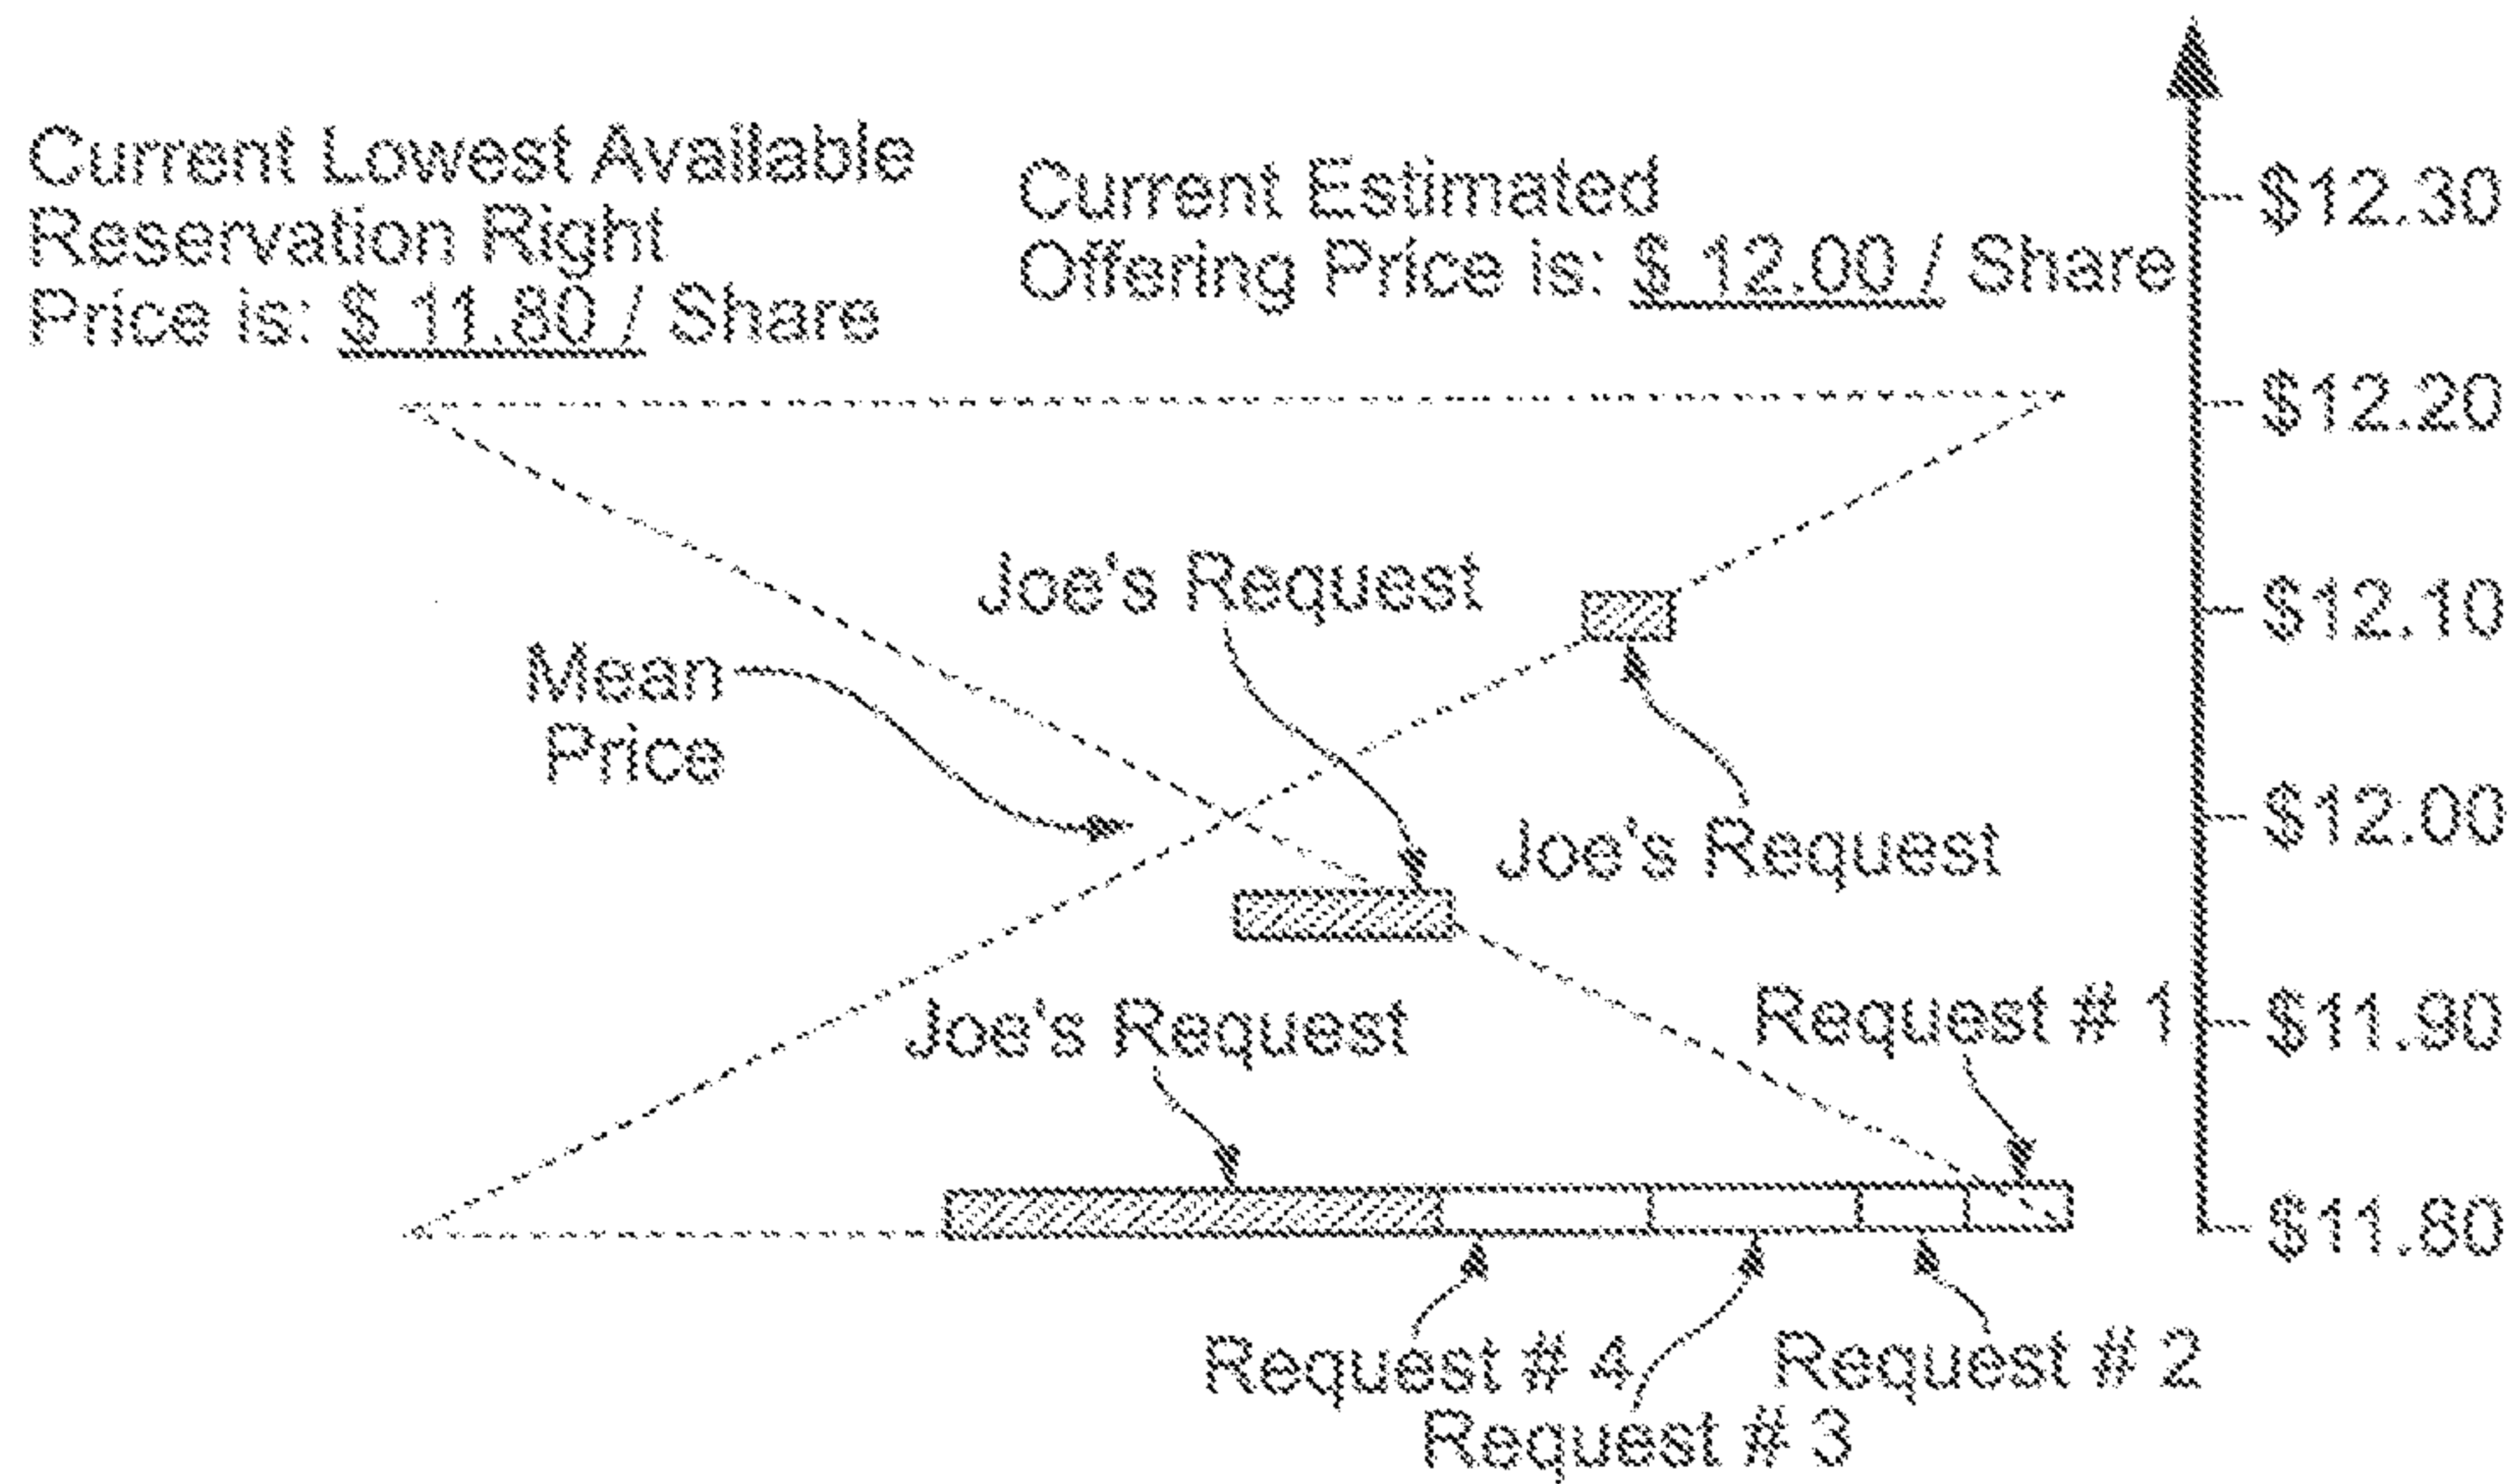 Current Lowest Available
Reservation Right
Price is: $ 11.80 / Share
Current Estimated
Offering Price is: $ 12.00 / Share
$12.30
$12.20
Joe's Request
$12.10
Mean
Price
$12.00
Joe's Request
Joe's Request
Request # 1
$11.90
$11.80
Request # 4
Request # 2
Request # 3